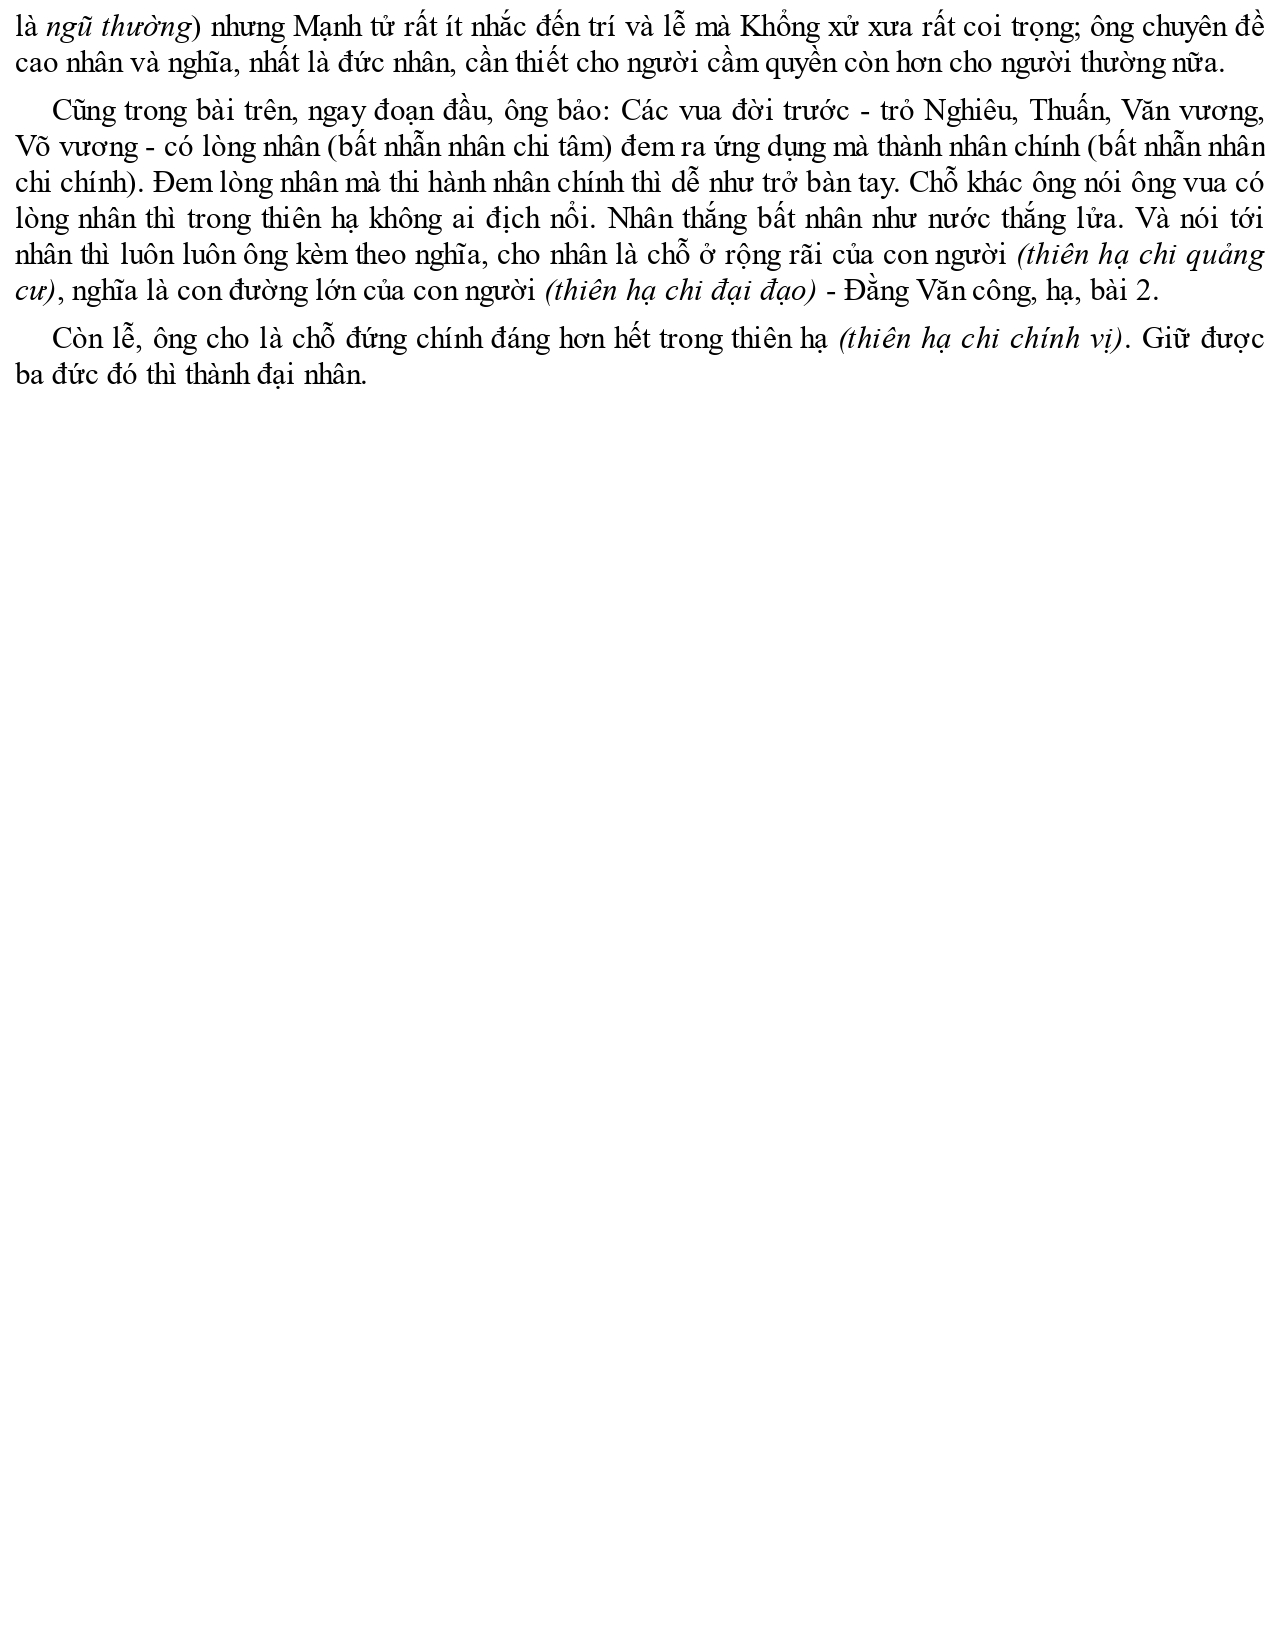 là ngũ thường) nhưng Mạnh tử rất ít nhắc đến trí và lễ mà Khổng xử xưa rất coi trọng; ông chuyên đề
cao nhân và nghĩa, nhất là đức nhân, cần thiết cho người cầm quyền còn hơn cho người thường nữa.
Cũng trong bài trên, ngay đoạn đầu, ông bảo: Các vua đời trước - trỏ Nghiêu, Thuấn, Văn vương,
Võ vương - có lòng nhân (bất nhẫn nhân chi tâm) đem ra ứng dụng mà thành nhân chính (bất nhẫn nhân
chi chính). Đem lòng nhân mà thi hành nhân chính thì dễ như trở bàn tay. Chỗ khác ông nói ông vua có
lòng nhân thì trong thiên hạ không ai địch nổi. Nhân thắng bất nhân như nước thắng lửa. Và nói tới
nhân thì luôn luôn ông kèm theo nghĩa, cho nhân là chỗ ở rộng rãi của con người (thiên hạ chi quảng
cư), nghĩa là con đường lớn của con người (thiên hạ chi đại đạo) - Đằng Văn công, hạ, bài 2.
Còn lễ, ông cho là chỗ đứng chính đáng hơn hết trong thiên hạ (thiên hạ chi chính vị). Giữ được
ba đức đó thì thành đại nhân.